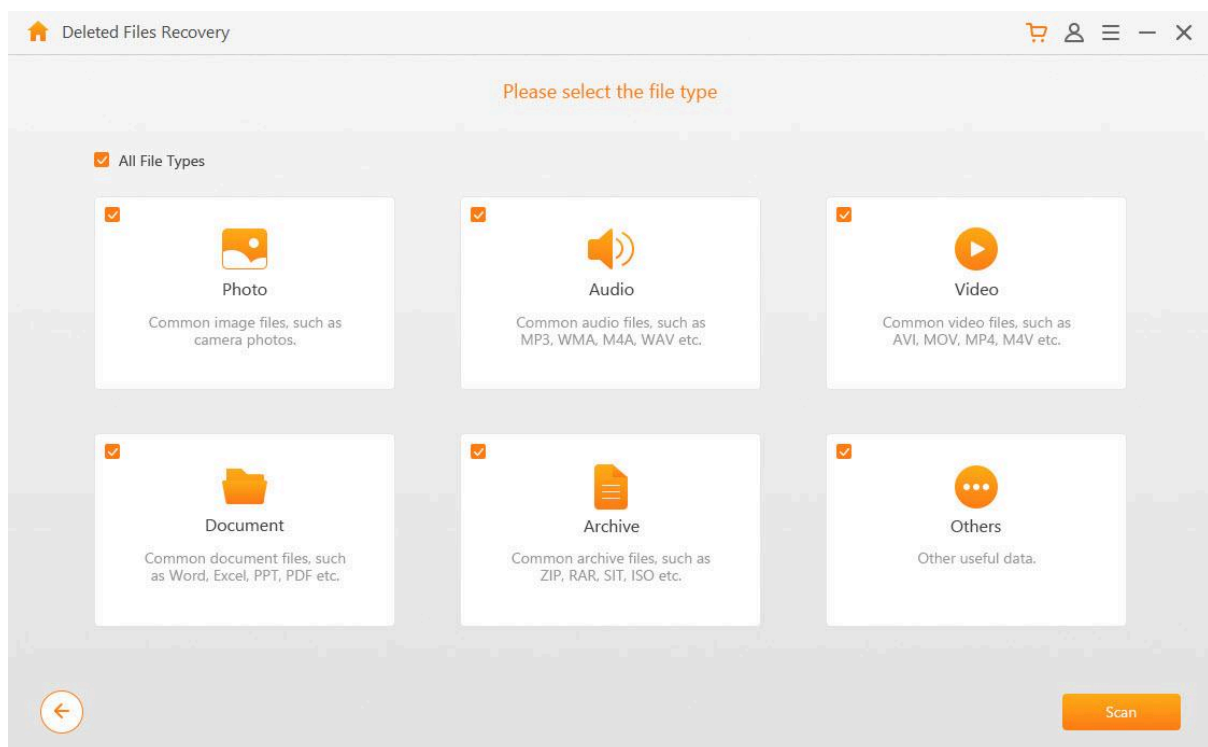 Deleted Files Recovery
Please select the file type
All File Types
Photo
Common image files, such as
camera photos.
Audio
Common audio files, such as
MP3, WMA, M4A, WAV etc.
Video
Common video files, such as
AVI, MOV, MP4, M4V etc.
Document
Common document files, such
as Word, Excel, PPT, PDF etc.
Archive
Common archive files, such as
ZIP, RAR, SIT, ISO etc.
Others
Other useful data.
Scan